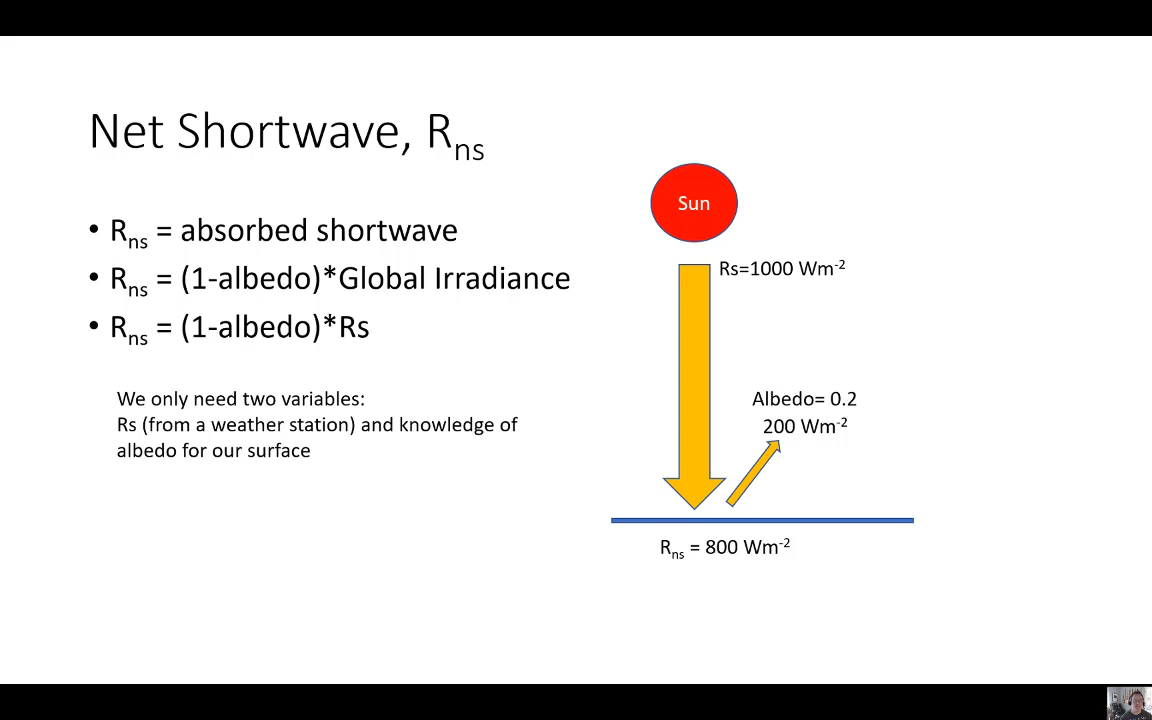 Net Shortwave, Rns
• Rns = absorbed shortwave
• Rns = (1-albedo)*Global Irradiance
• Rns = (1-albedo)*Rs
We only need two variables:
Rs (from a weather station) and knowledge of
albedo for our surface
Sun
Rs=1000 Wm-2
Albedo= 0.2
200 Wm-2
Rns = 800 Wm-2